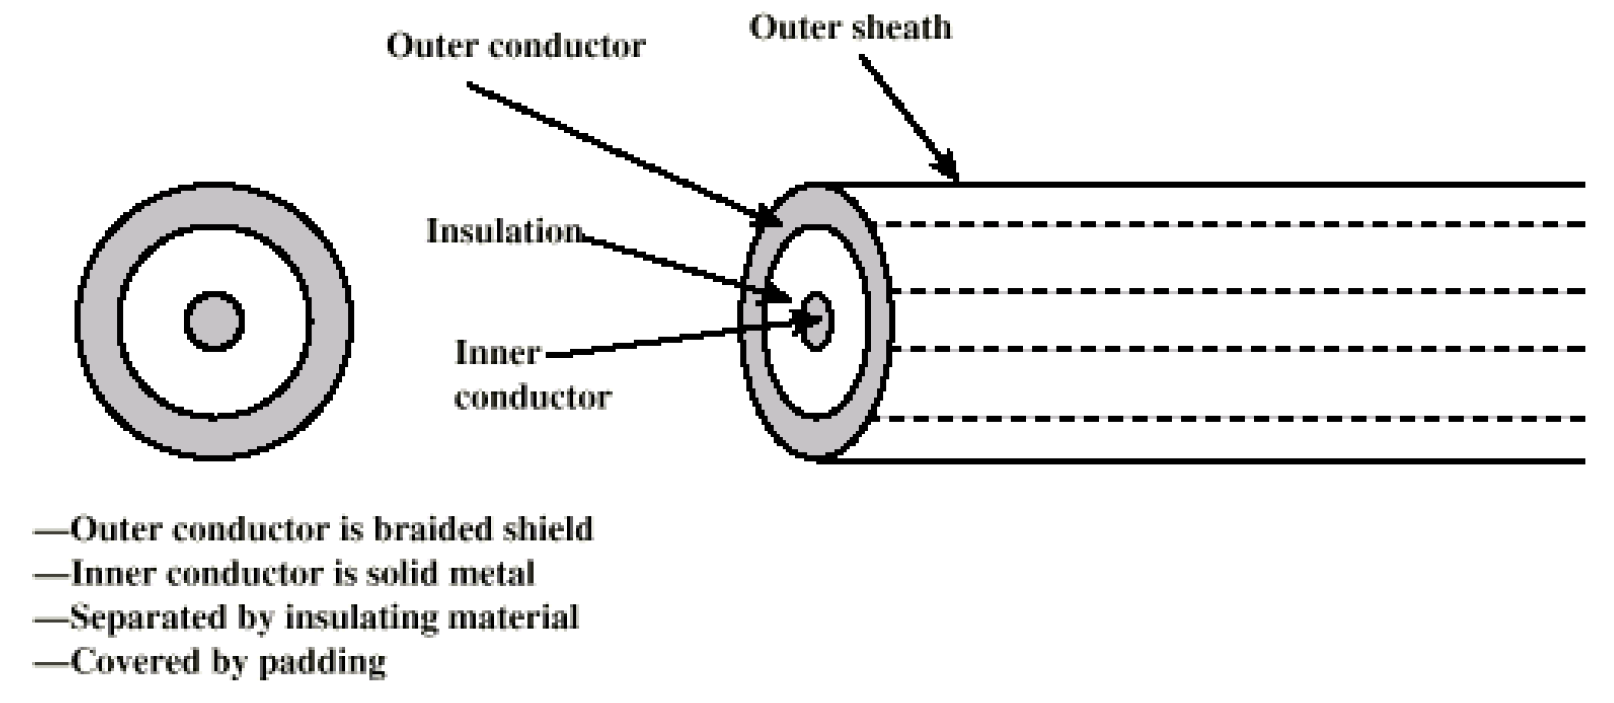 Outer sheath
Outer conductor
Insulation
Inner
conductor
—Outer conductor is braided shield
—Inner conductor is solid metal
—Separated by insulating material
—Covered by padding